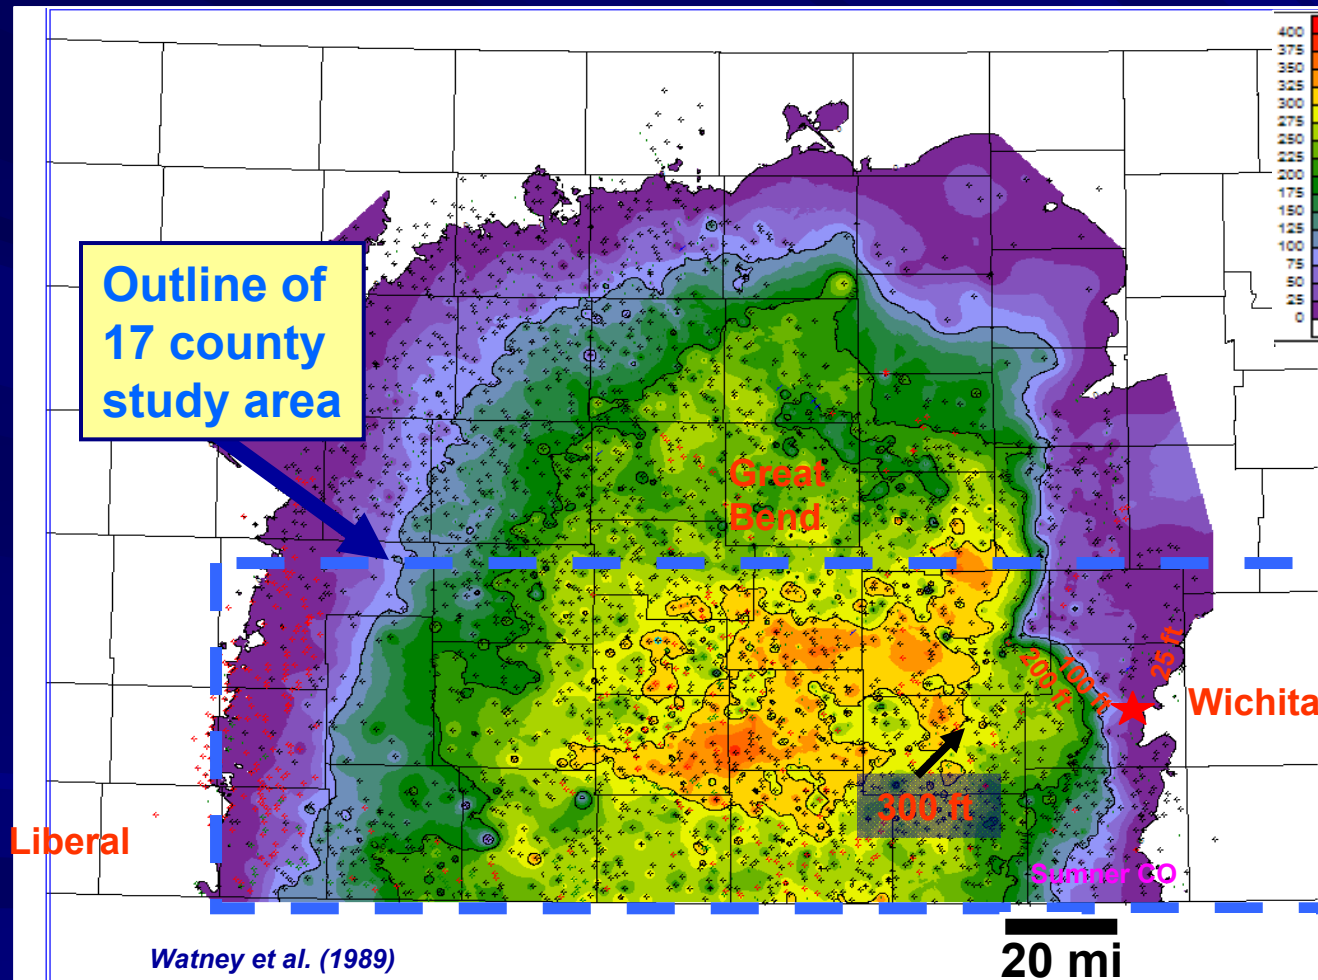 400
375
350
325
300
275
250
225
200
175
150
125
100
75
50
25
0
Outline of
17 county
study area
Great
Bend
25 ft
100 ft
200 ft
Wichita
300 ft
Liberal
Sumner CO
Watney et al. (1989)
20 mi